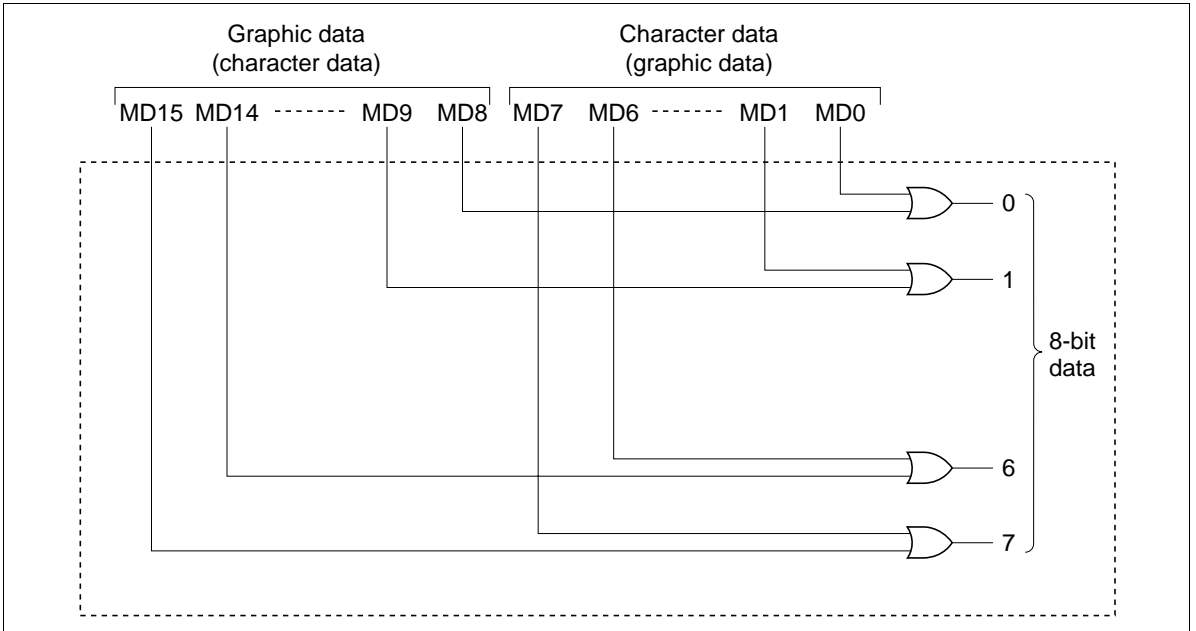 Graphic data
(character data)
Character data
(graphic data)
MD15 MD14 ------- MD9 MD8 MD7 MD6 ------- MD1 MD0
0
1
8-bit
data
6
7